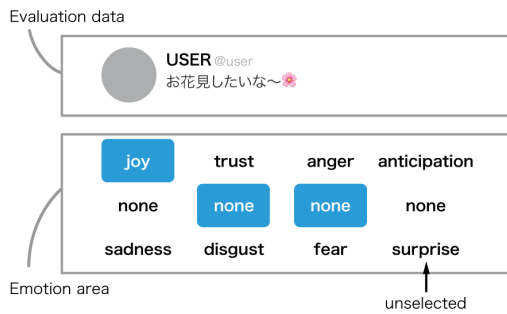 Evaluation data
USER @user
お花見したいな〜🌸
joy trust anger anticipation
none none none none
sadness disgust fear surprise
Emotion area
unselected